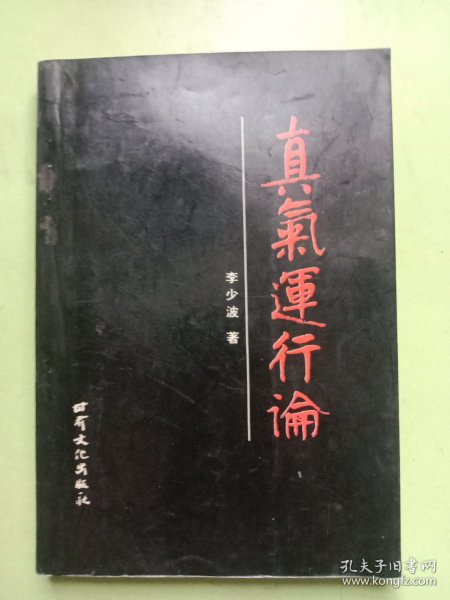 真氣運行論
李少波 著
甘肃文化出版社
孔夫子旧书网
www.kongfz.com